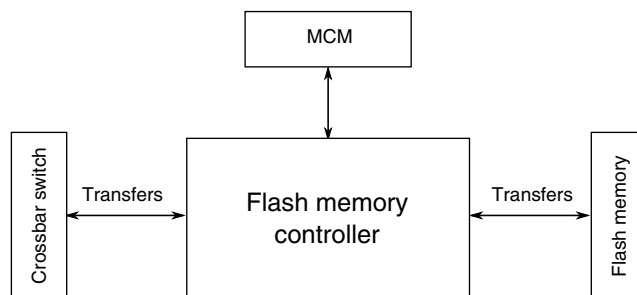 MCM
Crossbar switch
Transfers
Flash memory
controller
Transfers
Flash memory